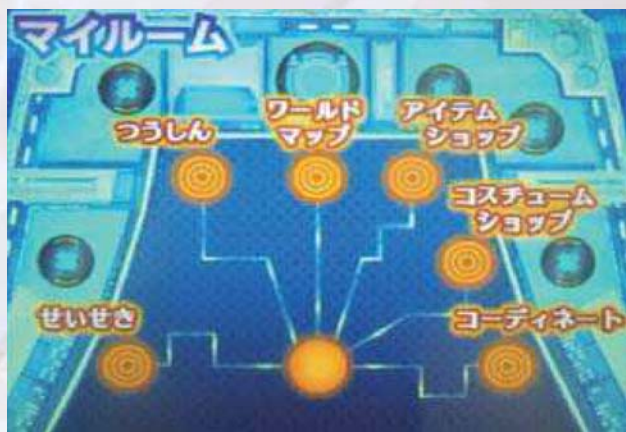 マイルーム
つうしん
ワールド
マップ
アイテム
ショップ
コスチューム
ショップ
せいせき
コーディネート